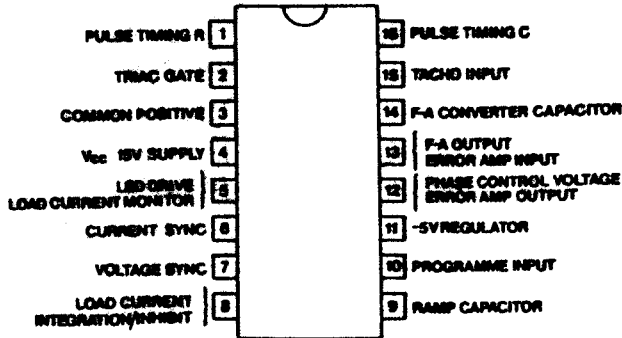 PULSE TIMING R 1
TRIAC GATE 2
COMMON POSITIVE 3
Vcc 15V SUPPLY 4
LED DRIVE
LOAD CURRENT MONITOR 5
CURRENT SYNC 6
VOLTAGE SYNC 7
LOAD CURRENT
INTEGRATION/INHIBIT 8
16 PULSE TIMING C
15 TACHO INPUT
14 F-A CONVERTER CAPACITOR
13 F-A OUTPUT
ERROR AMP INPUT
12 PHASE CONTROL VOLTAGE
ERROR AMP OUTPUT
11 -5V REGULATOR
10 PROGRAMME INPUT
9 RAMP CAPACITOR